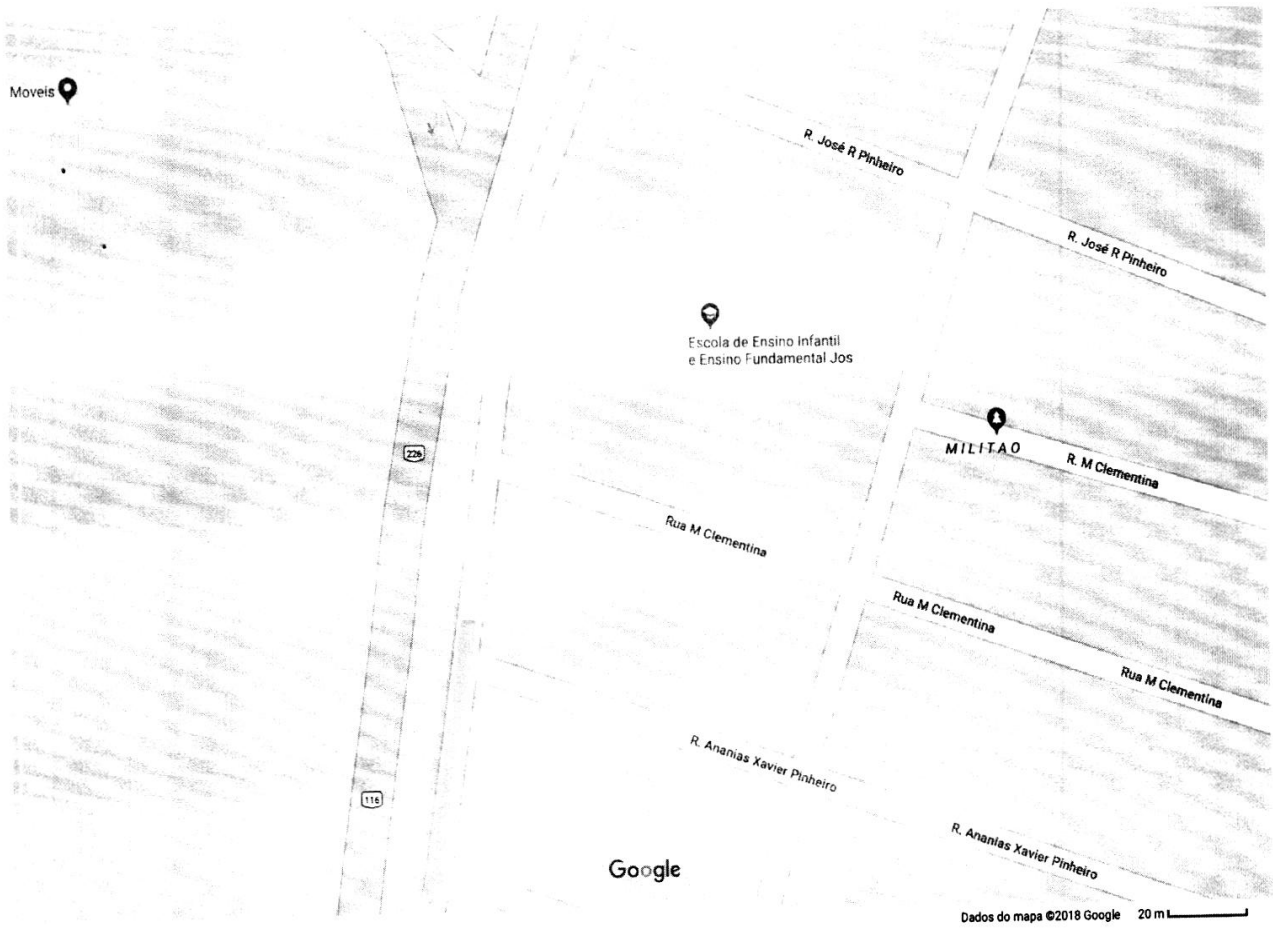 Moveis
R. José R Pinheiro
R. José R Pinheiro
Escola de Ensino Infantil
e Ensino Fundamental Jos
MILITAO
R. M Clementina
226
Rua M Clementina
Rua M Clementina
Rua M Clementina
R. Ananias Xavier Pinheiro
116
R. Ananias Xavier Pinheiro
Google
Dados do mapa ©2018 Google 20 m